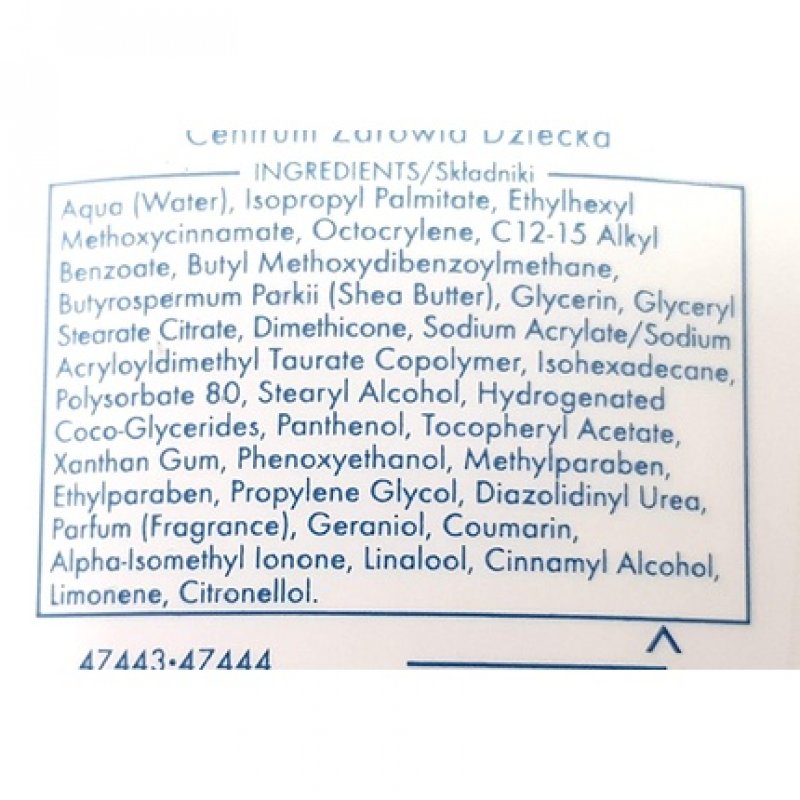 Centrum Zdrowia Dziecka
INGREDIENTS/Składniki
Aqua (Water), Isopropyl Palmitate, Ethylhexyl
Methoxycinnamate, Octocrylene, C12-15 Alkyl
Benzoate, Butyl Methoxydibenzoylmethane,
Butyrospermum Parkii (Shea Butter), Glycerin, Glyceryl
Stearate Citrate, Dimethicone, Sodium Acrylate/Sodium
Acryloyldimethyl Taurate Copolymer, Isohexadecane,
Polysorbate 80, Stearyl Alcohol, Hydrogenated
Coco-Glycerides, Panthenol, Tocopheryl Acetate,
Xanthan Gum, Phenoxyethanol, Methylparaben,
Ethylparaben, Propylene Glycol, Diazolidinyl Urea,
Parfum (Fragrance), Geraniol, Coumarin,
Alpha-Isomethyl Ionone, Linalool, Cinnamyl Alcohol,
Limonene, Citronellol.
47443·47444